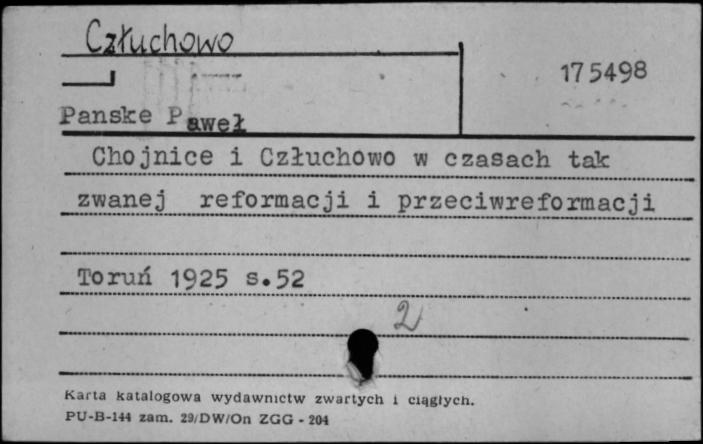 Człuchowo
175498
Panske Paweł
Chojnice i Człuchowo w czasach tak
zwanej reformacji i przeciwreformacji
Toruń 1925 s.52
2
Karta katalogowa wydawnictw zwartych i ciągłych.
PU-B-144 zam. 29/DW/On ZGG - 204